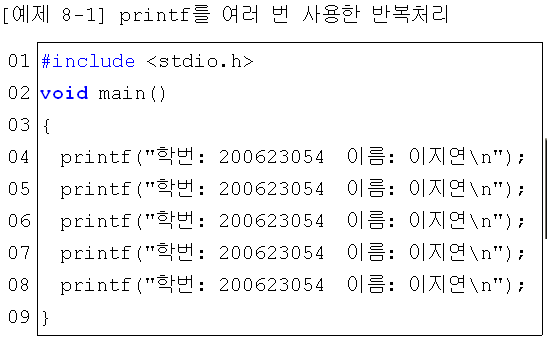 [예제 8-1] printf를 여러 번 사용한 반복처리
01 #include <stdio.h>
02 void main()
03 {
04 printf("학번: 200623054 이름: 이지연\n");
05 printf("학번: 200623054 이름: 이지연\n");
06 printf("학번: 200623054 이름: 이지연\n");
07 printf("학번: 200623054 이름: 이지연\n");
08 printf("학번: 200623054 이름: 이지연\n");
09 }